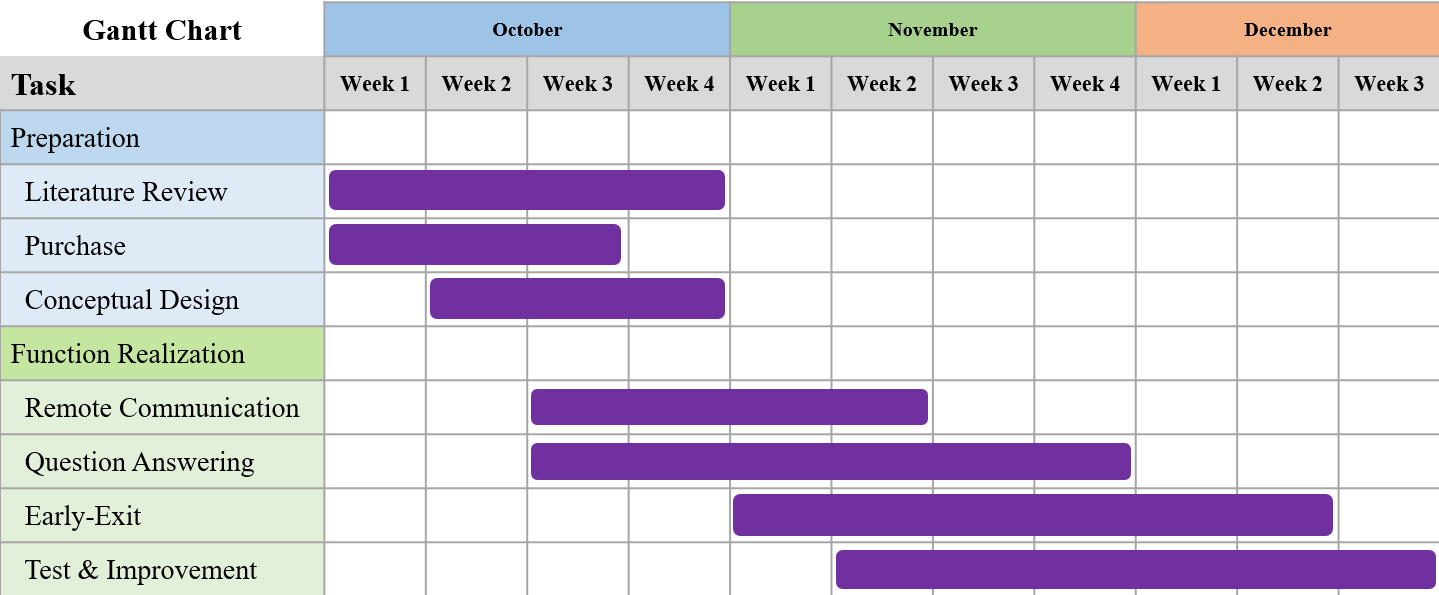 Gantt Chart October November December
Task Week 1 Week 2 Week 3 Week 4 Week 1 Week 2 Week 3 Week 4 Week 1 Week 2 Week 3
Preparation
Literature Review
Purchase
Conceptual Design
Function Realization
Remote Communication
Question Answering
Early-Exit
Test & Improvement